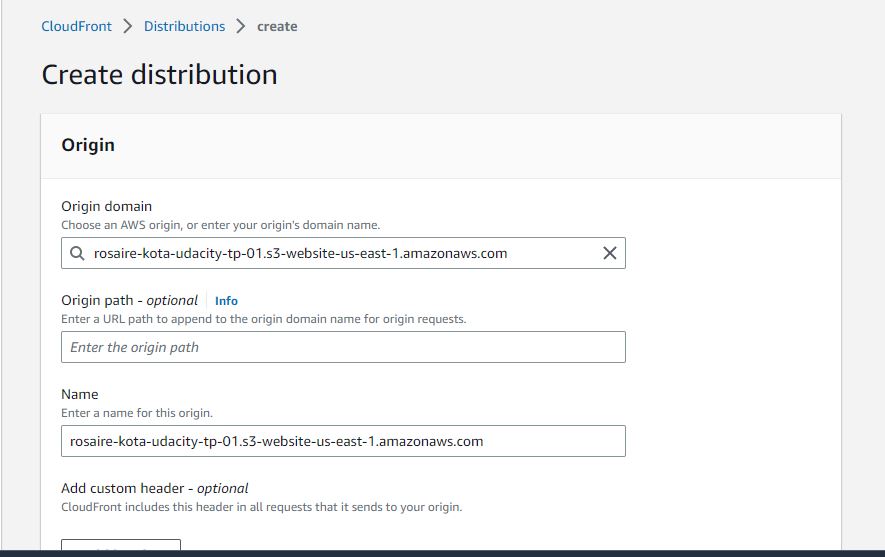 CloudFront > Distributions > create
Create distribution
Origin
Origin domain
Choose an AWS origin, or enter your origin's domain name.
rosaire-kota-udacity-tp-01.s3-website-us-east-1.amazonaws.com
Origin path - optional Info
Enter a URL path to append to the origin domain name for origin requests.
Enter the origin path
Name
Enter a name for this origin.
rosaire-kota-udacity-tp-01.s3-website-us-east-1.amazonaws.com
Add custom header - optional
CloudFront includes this header in all requests that it sends to your origin.